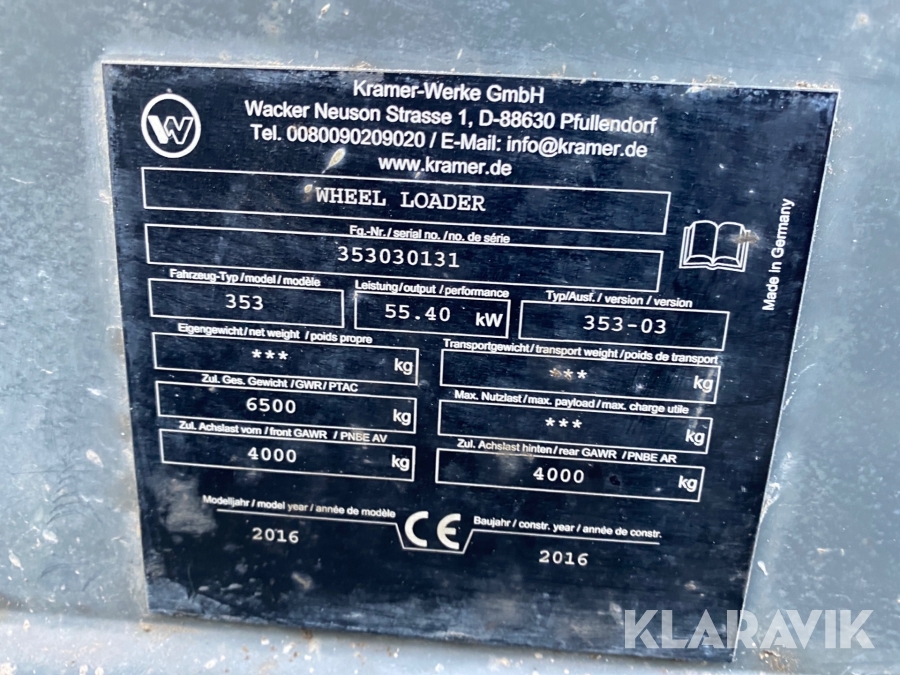 Kramer-Werke GmbH
Wacker Neuson Strasse 1, D-88630 Pfullendorf
Tel. 0080090209020 / E-Mail: info@kramer.de
www.kramer.de
W
WHEEL LOADER
Fg.-Nr./serial no./no. de série
353030131
Fahrzeug-Typ/model/modèle
353
Leistung/output/performance
55.40 kW
Typ/Ausf./version/version
353-03
Eigengewicht/net weight/poids propre
*** kg
Transportgewicht/transport weight/poids de transport
*** kg
Zul. Ges. Gewicht/GWR/PTAC
6500 kg
Max. Nutzlast/max. payload/max. charge utile
*** kg
Zul. Achslast vorn/front GAWR/PNBE AV
4000 kg
Zul. Achslast hinten/rear GAWR/PNBE AR
4000 kg
Modelljahr/model year/année de modèle
2016
CE
Baujahr/constr. year/année de constr.
2016
Made in Germany
KLARAVIK